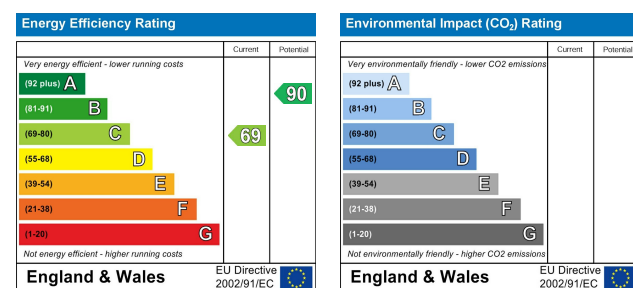 Energy Efficiency Rating
Current Potential
Very energy efficient - lower running costs
(92 plus) A
90
(81-91) B
(69-80) C
69
(55-68) D
(39-54) E
(21-38) F
(1-20) G
Not energy efficient - higher running costs
England & Wales
EU Directive
2002/91/EC
Environmental Impact (CO₂) Rating
Current Potential
Very environmentally friendly - lower CO2 emissions
(92 plus) A
(81-91) B
(69-80) C
(55-68) D
(39-54) E
(21-38) F
(1-20) G
Not environmentally friendly - higher CO2 emissions
England & Wales
EU Directive
2002/91/EC